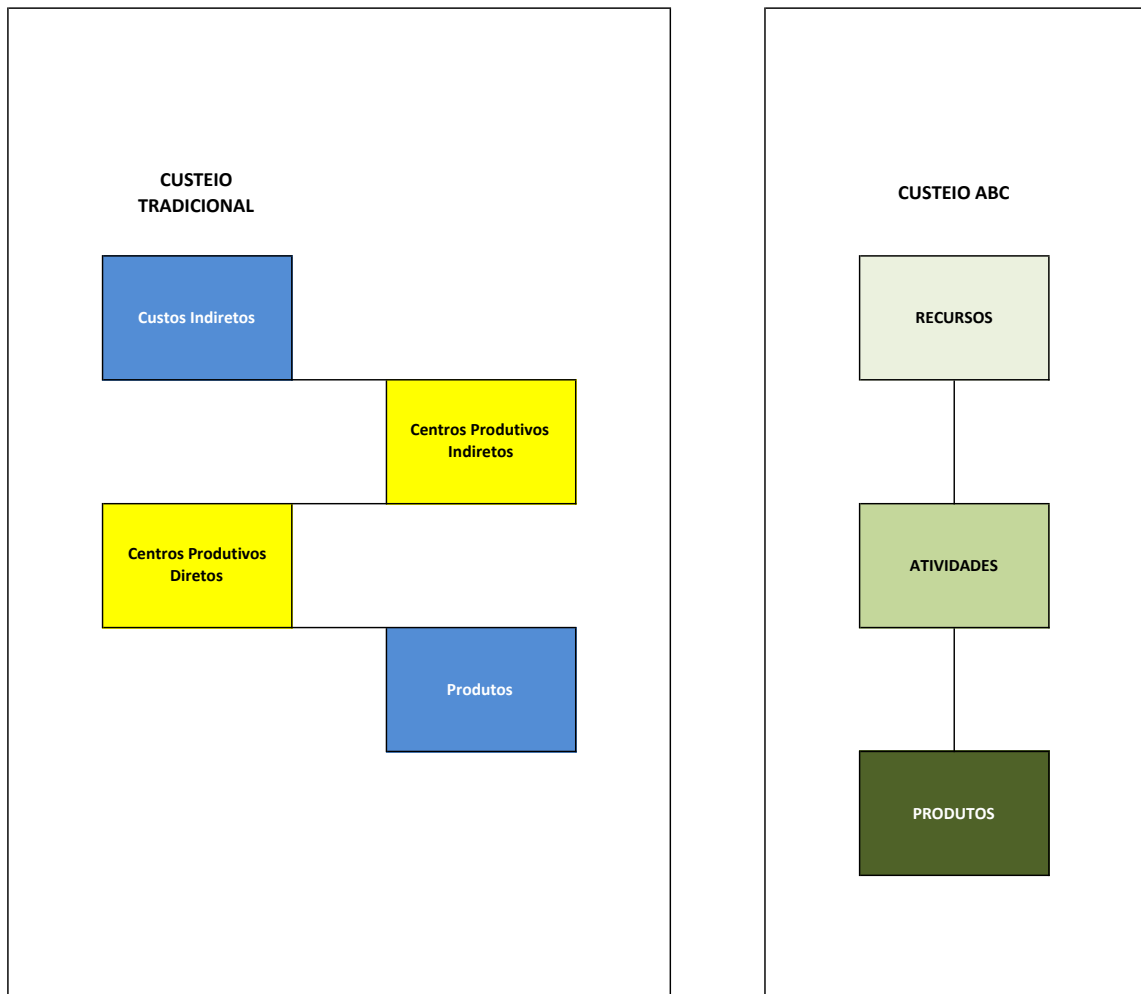 CUSTEIO
TRADICIONAL
Custos Indiretos
Centros Produtivos
Indiretos
Centros Produtivos
Diretos
Produtos
CUSTEIO ABC
RECURSOS
ATIVIDADES
PRODUTOS